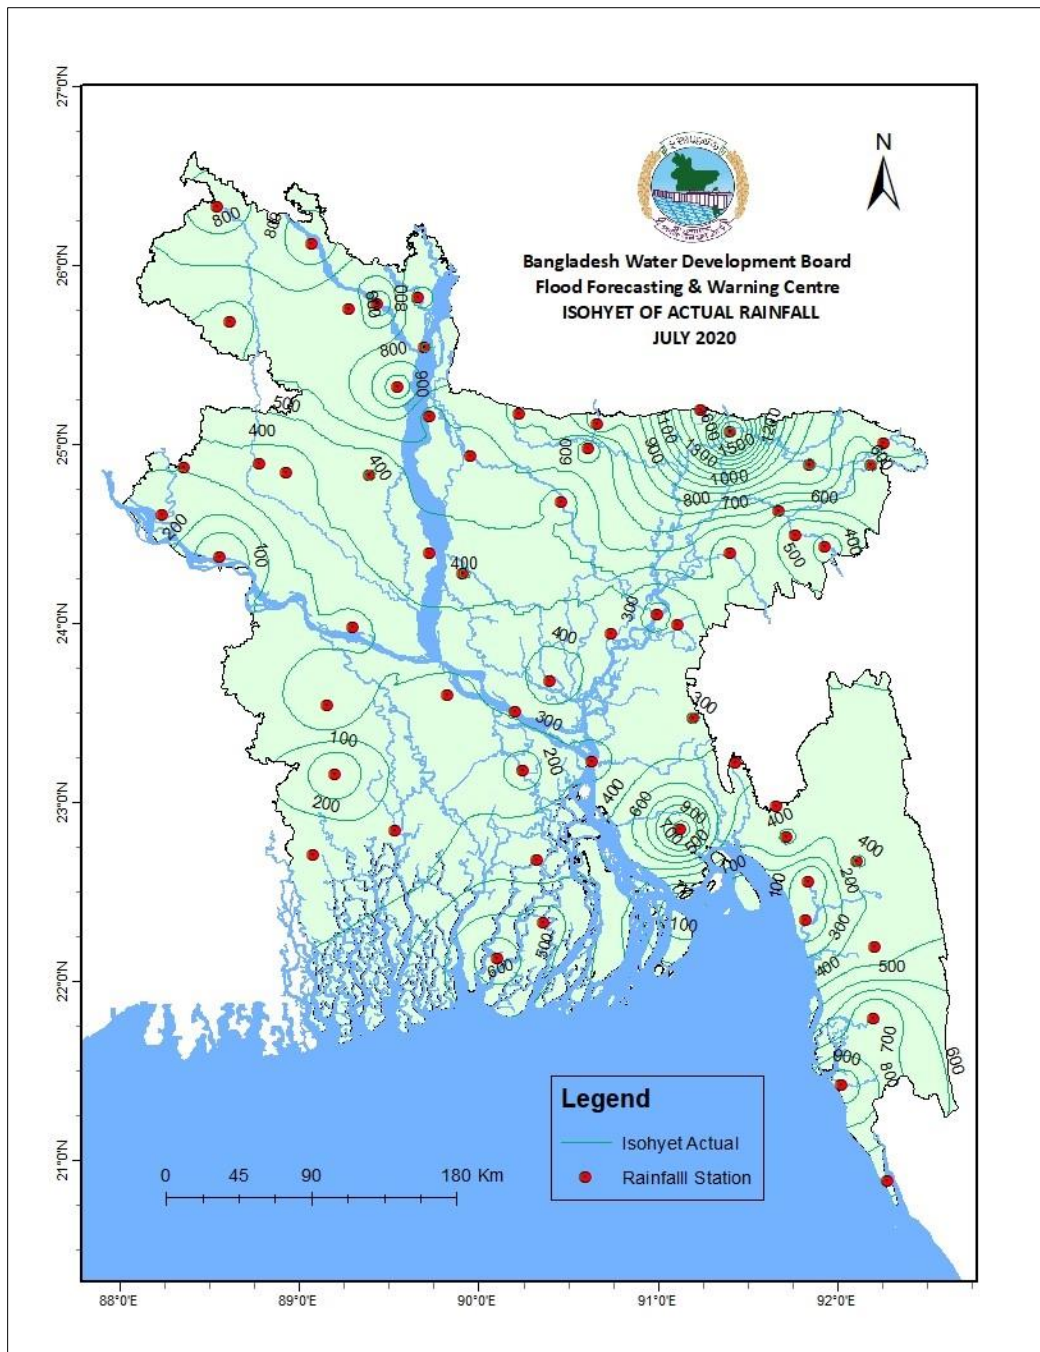 N
Bangladesh Water Development Board
Flood Forecasting & Warning Centre
ISOHYET OF ACTUAL RAINFALL
JULY 2020
27°0'N
26°0'N
25°0'N
24°0'N
23°0'N
22°0'N
21°0'N
800
800
800
800
900
500
400
400
600
900
1100
1300
1500
1200
1000
800
700
600
200
500
400
400
300
400
300
300
100
200
200
400
600
900
700
500
100
400
400
200
100
100
300
400
500
500
600
700
800
600
Legend
Isohyet Actual
Rainfalll Station
0 45 90 180 Km
88°0'E 89°0'E 90°0'E 91°0'E 92°0'E